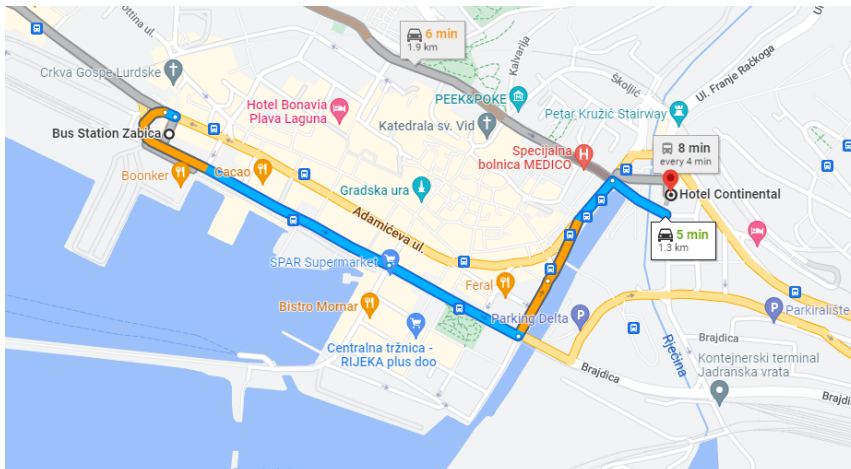 ottina ul.
6 min
1.9 km
Kalvarija
Ul. Franje Račkoga
Školjić
Crkva Gospe Lurdske
PEEK&POKE
Hotel Bonavia
Plava Laguna
Katedrala sv. Vid
Petar Kružić Stairway
Bus Station Zabica
Specijalna
bolnica MEDICO
8 min
every 4 min
Boonker
Cacao
Gradska ura
Hotel Continental
Adamićeva ul.
5 min
1.3 km
SPAR Supermarket
Feral
Bistro Mornar
Parking Delta
P
Parkiralište
P
Centralna tržnica -
RIJEKA plus doo
Brajdica
Rječina
Brajdica
Kontejnerski terminal
Jadranska vrata
Brajdica
H